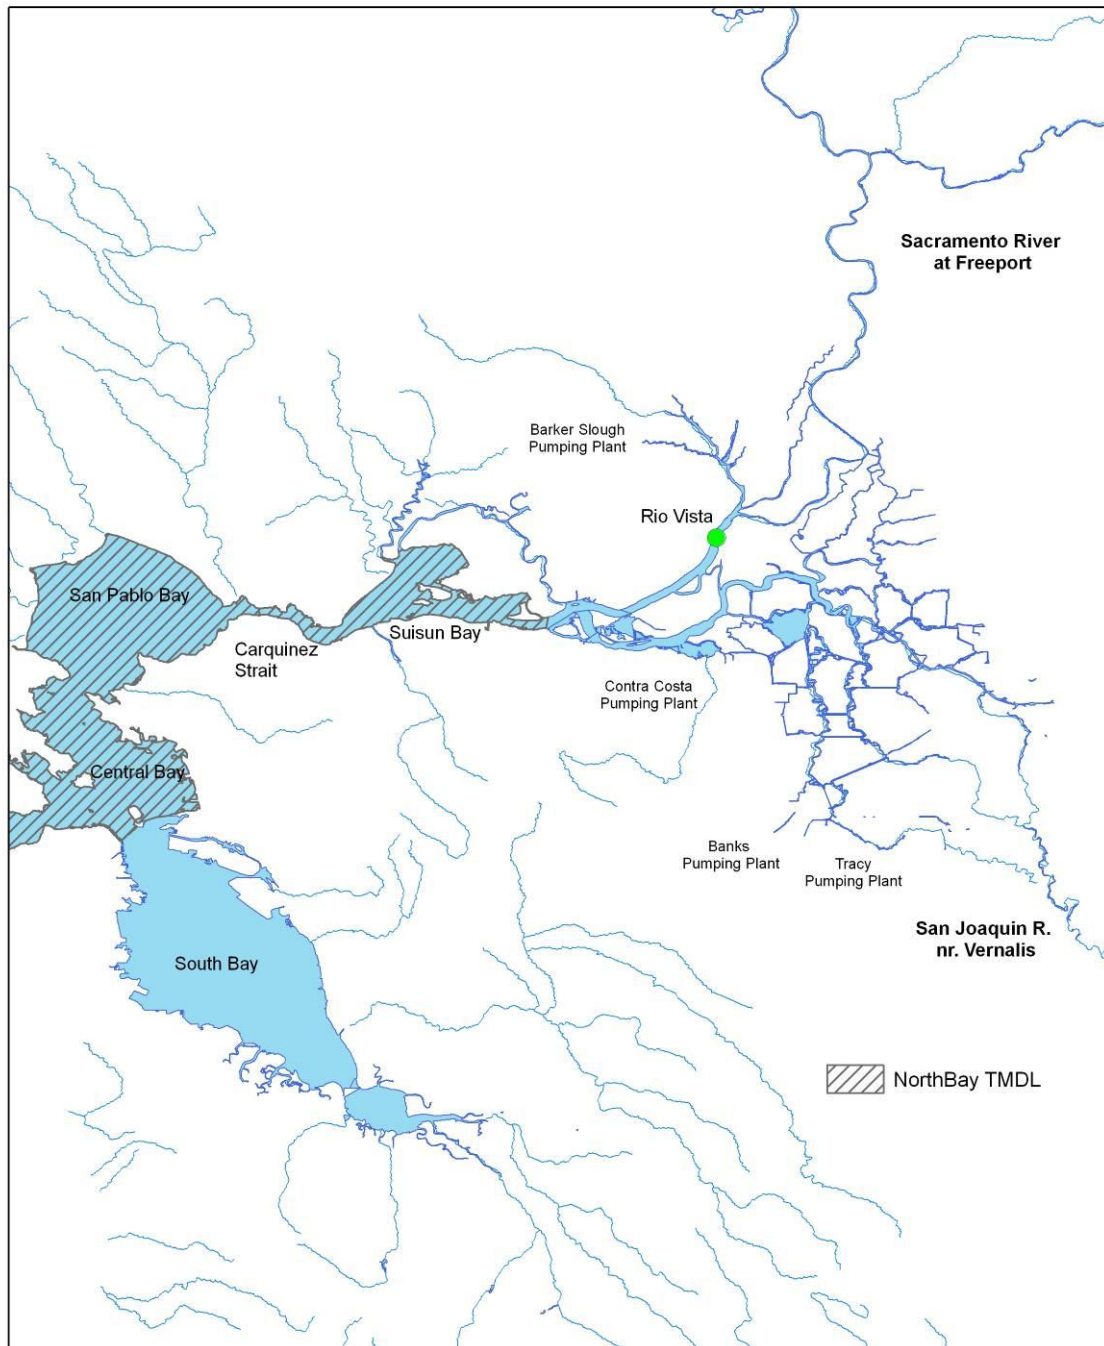 Sacramento River
at Freeport
Barker Slough
Pumping Plant
Rio Vista
San Pablo Bay
Suisun Bay
Carquinez
Strait
Contra Costa
Pumping Plant
Central Bay
Banks
Pumping Plant
Tracy
Pumping Plant
San Joaquin R.
nr. Vernalis
South Bay
NorthBay TMDL